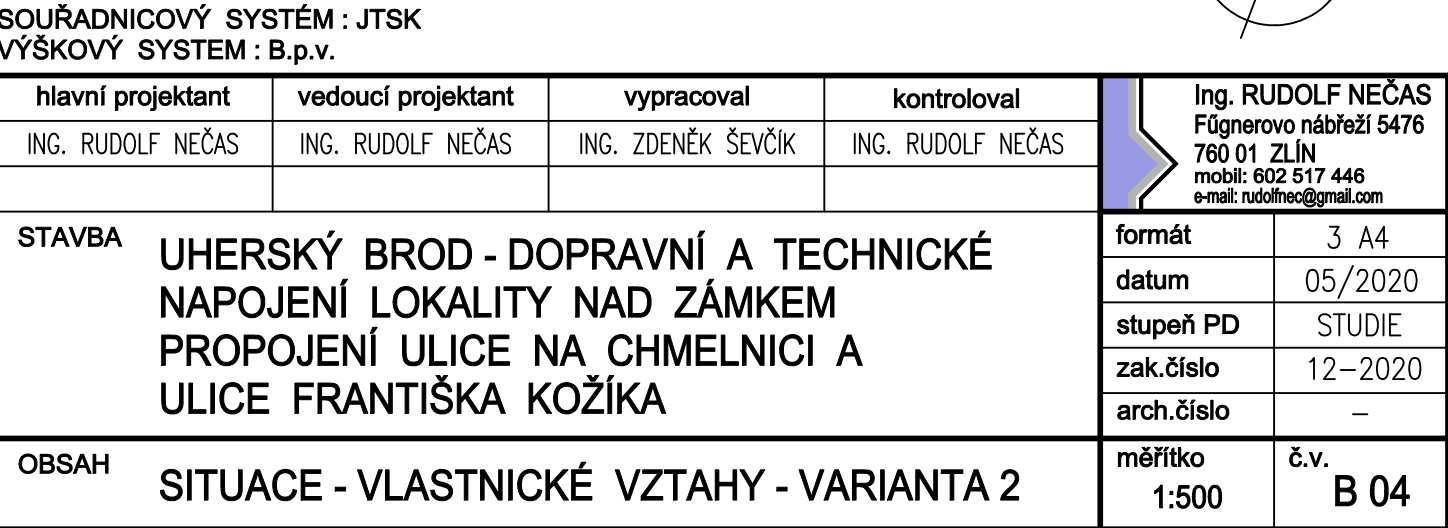 SOUŘADNICOVÝ SYSTÉM : JTSK
VÝŠKOVÝ SYSTEM : B.p.v.
hlavní projektant vedoucí projektant vypracoval kontroloval
ING. RUDOLF NEČAS ING. RUDOLF NEČAS ING. ZDENĚK ŠEVČÍK ING. RUDOLF NEČAS
Ing. RUDOLF NEČAS
Fűgnerovo nábřeží 5476
760 01 ZLÍN
mobil: 602 517 446
e-mail: rudolfnec@gmail.com
STAVBA
UHERSKÝ BROD - DOPRAVNÍ A TECHNICKÉ
NAPOJENÍ LOKALITY NAD ZÁMKEM
PROPOJENÍ ULICE NA CHMELNICI A
ULICE FRANTIŠKA KOŽÍKA
formát 3 A4
datum 05/2020
stupeň PD STUDIE
zak.číslo 12-2020
arch.číslo –
OBSAH
SITUACE - VLASTNICKÉ VZTAHY - VARIANTA 2
měřítko
1:500
č.v.
B 04